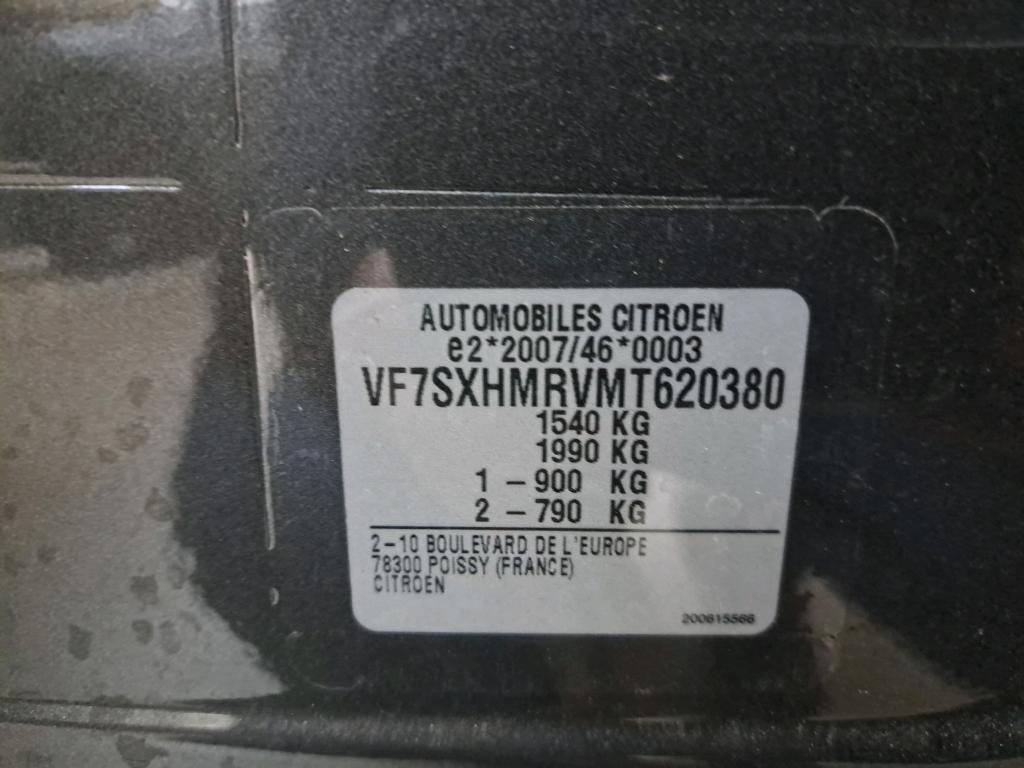 AUTOMOBILES CITROEN
e2*2007/46*0003
VF7SXHMRVMT620380
1540 KG
1990 KG
1 - 900 KG
2 - 790 KG
2-10 BOULEVARD DE L'EUROPE
78300 POISSY (FRANCE)
CITROEN
200615566